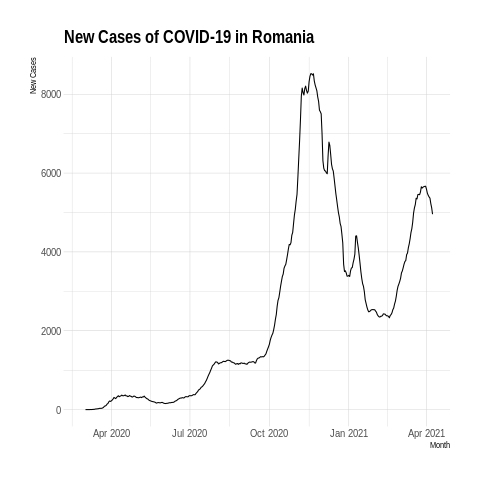 New Cases of COVID-19 in Romania
New Cases
8000
6000
4000
2000
0
Apr 2020 Jul 2020 Oct 2020 Jan 2021 Apr 2021
Month